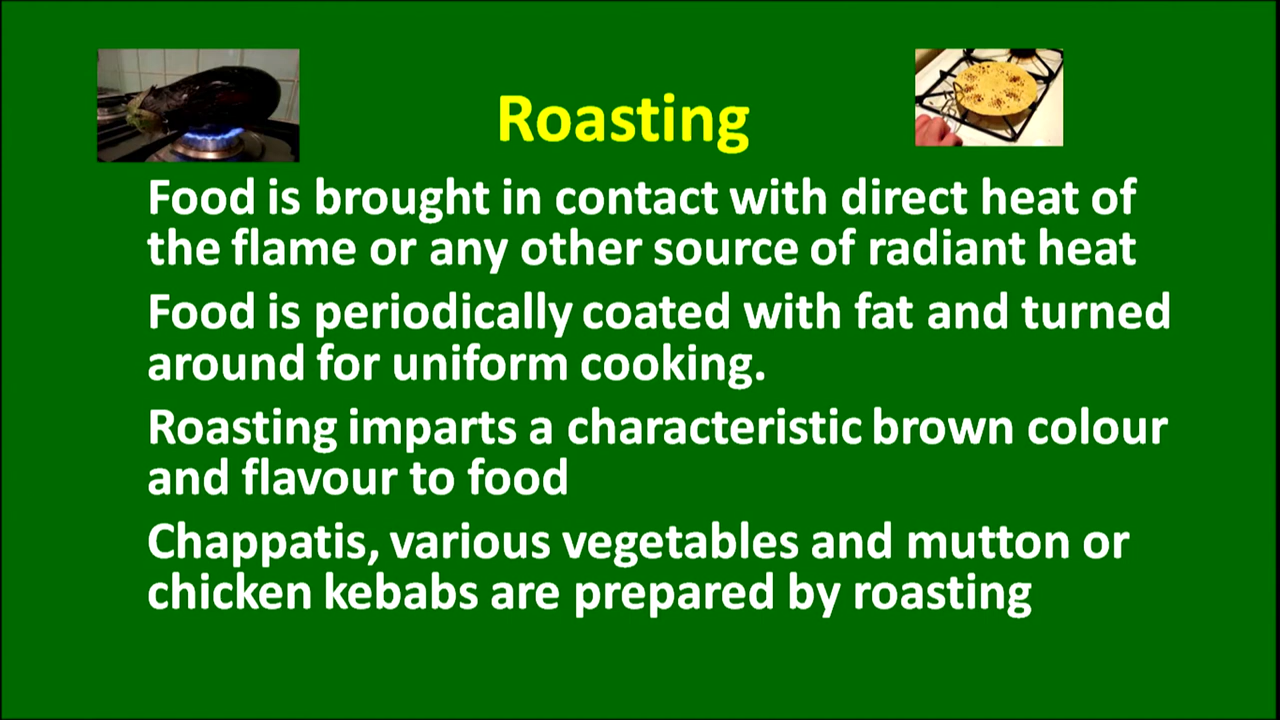 Roasting
Food is brought in contact with direct heat of
the flame or any other source of radiant heat
Food is periodically coated with fat and turned
around for uniform cooking.
Roasting imparts a characteristic brown colour
and flavour to food
Chappatis, various vegetables and mutton or
chicken kebabs are prepared by roasting